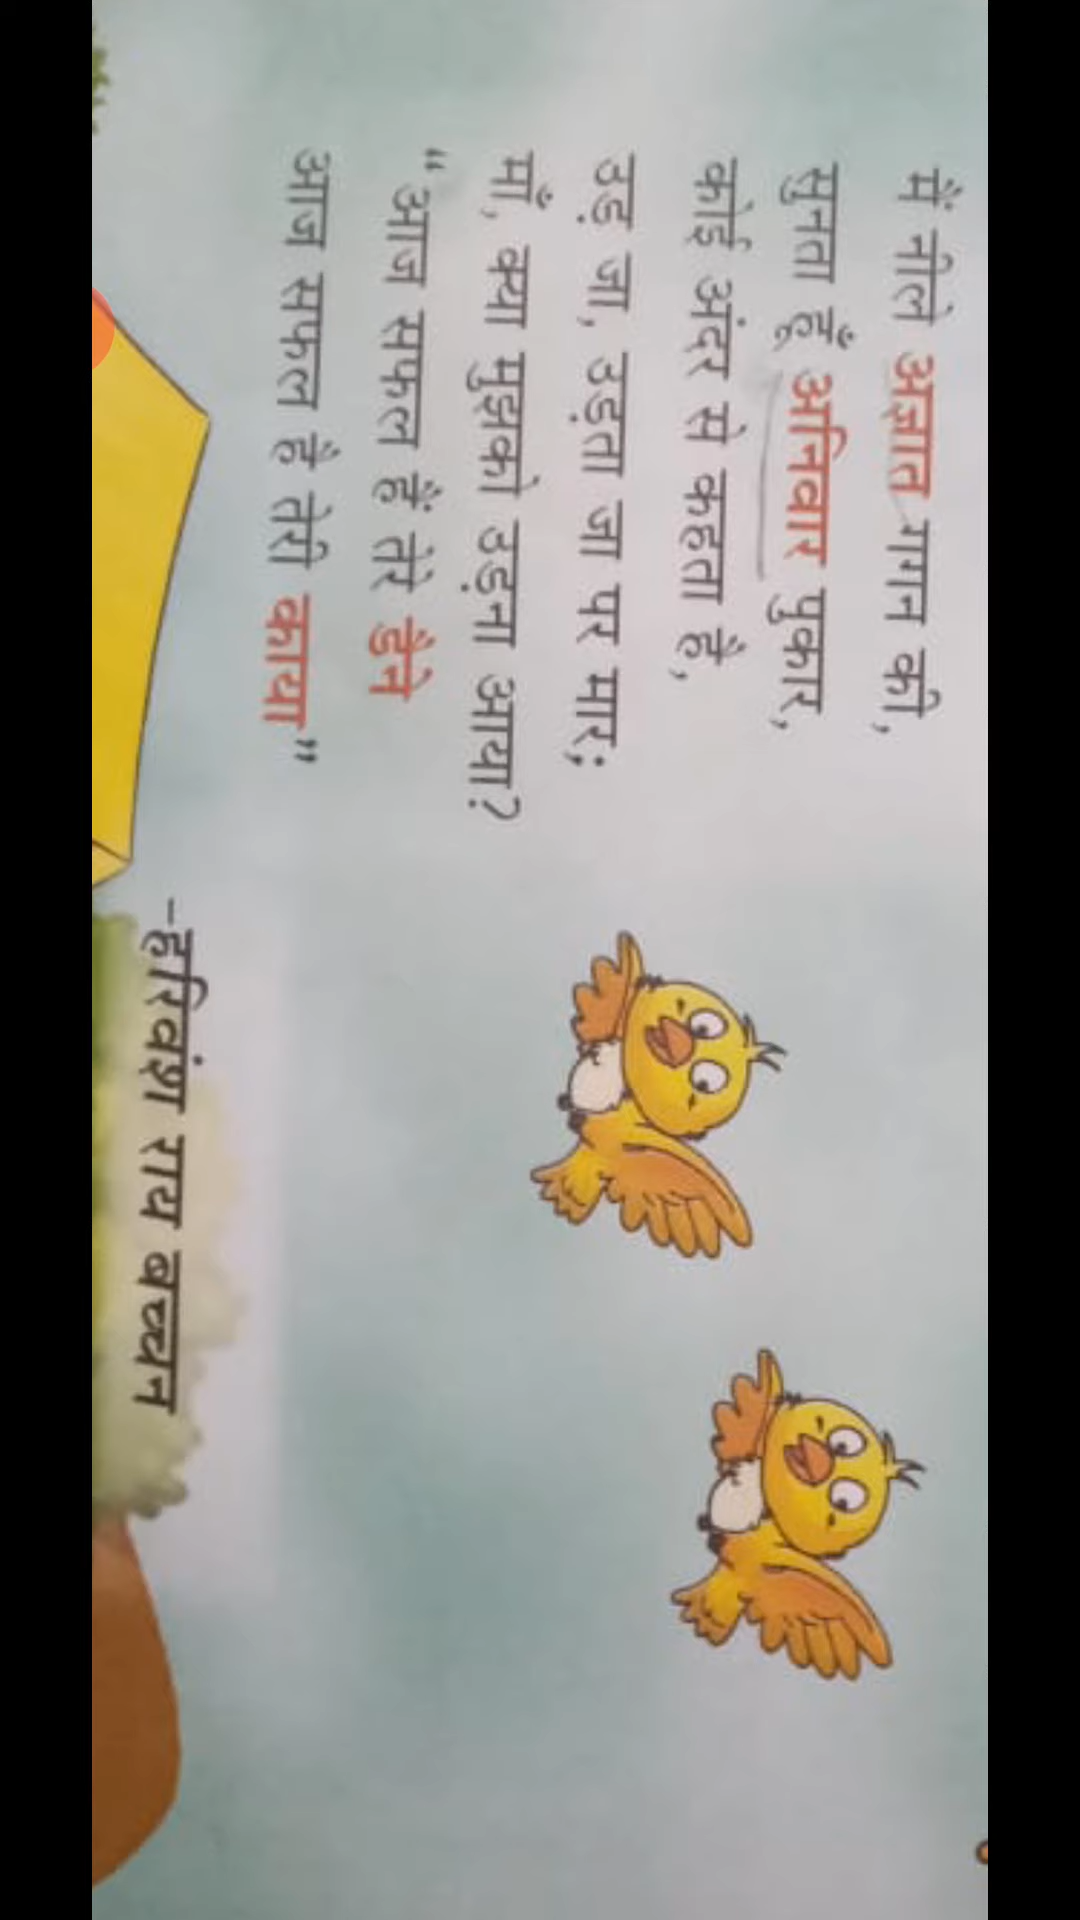 मैं नीले अज्ञात गगन की,
सुनता हूँ अनिवार पुकार,
कोई अंदर से कहता है,
उड़ जा, उड़ता जा पर मार;
माँ, क्या मुझको उड़ना आया?
“आज सफल हैं तेरे डैने
आज सफल है तेरी काया”
-हरिवंश राय बच्चन